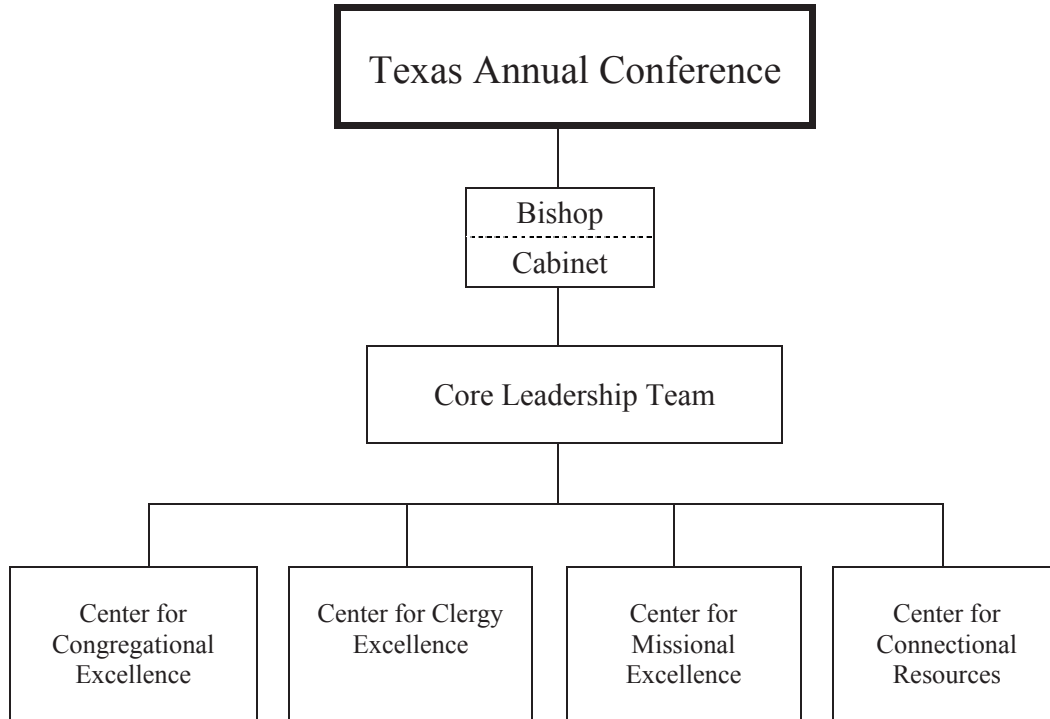 Texas Annual Conference
Bishop
Cabinet
Core Leadership Team
Center for
Congregational
Excellence
Center for Clergy
Excellence
Center for
Missional
Excellence
Center for
Connectional
Resources